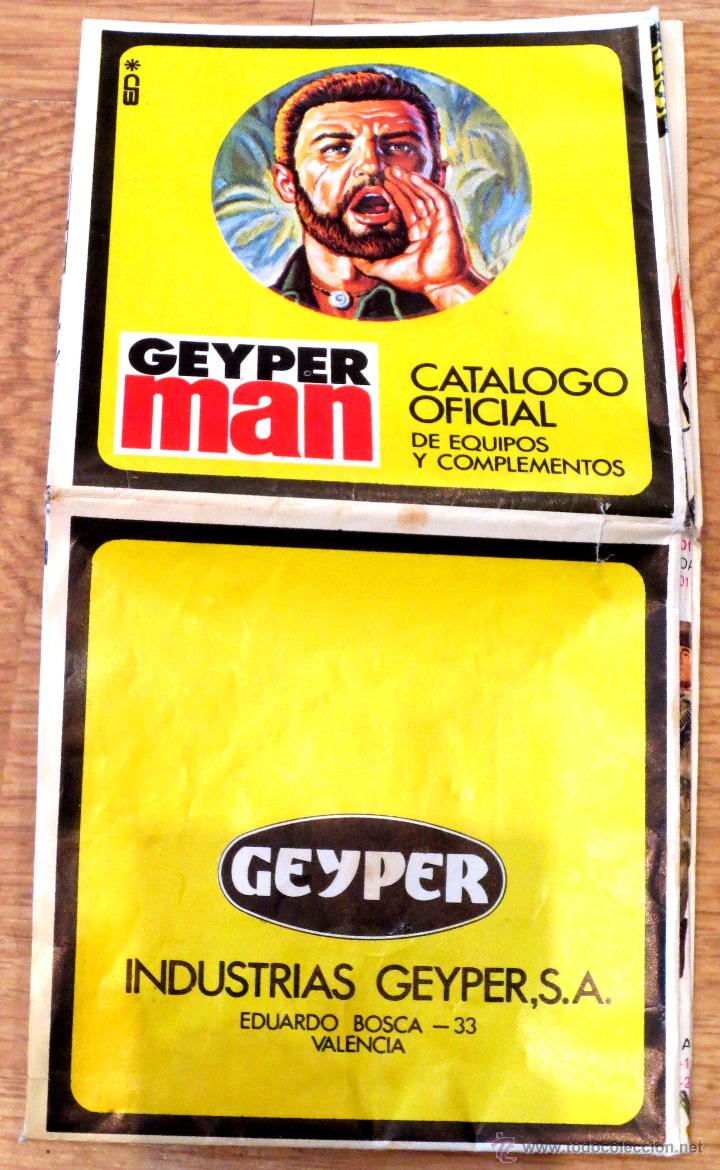 GEYPER
man
CATALOGO
OFICIAL
DE EQUIPOS
Y COMPLEMENTOS
GEYPER
INDUSTRIAS GEYPER, S.A.
EDUARDO BOSCA - 33
VALENCIA
www.todocoleccion.net